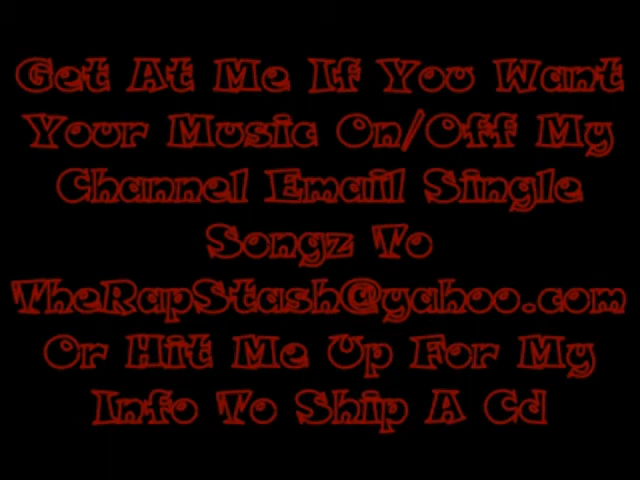 Get At Me If You Want
Your Music On/Off My
Channel Email Single
Songz To
TheRapStash@yahoo.com
Or Hit Me Up For My
Info To Ship A Cd